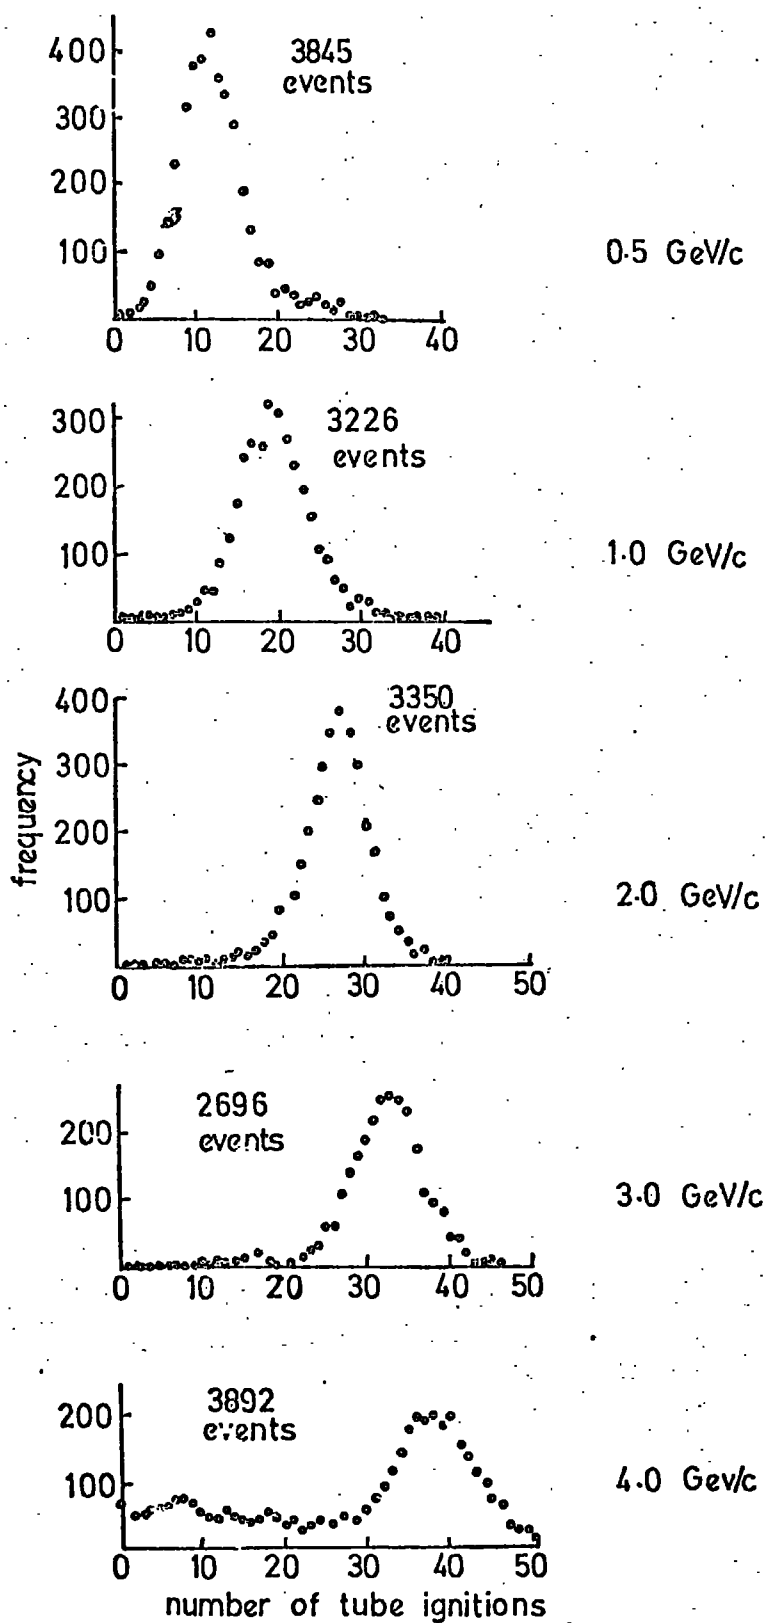 400
300
200
100
0 10 20 30 40
3845
events
0.5 GeV/c
300
200
100
0 10 20 30 40
3226
events
1.0 GeV/c
400
300
200
100
0 10 20 30 40 50
3350
events
2.0 GeV/c
frequency
200
100
0 10 20 30 40 50
2696
events
3.0 GeV/c
200
100
0 10 20 30 40 50
3892
events
4.0 Gev/c
number of tube ignitions